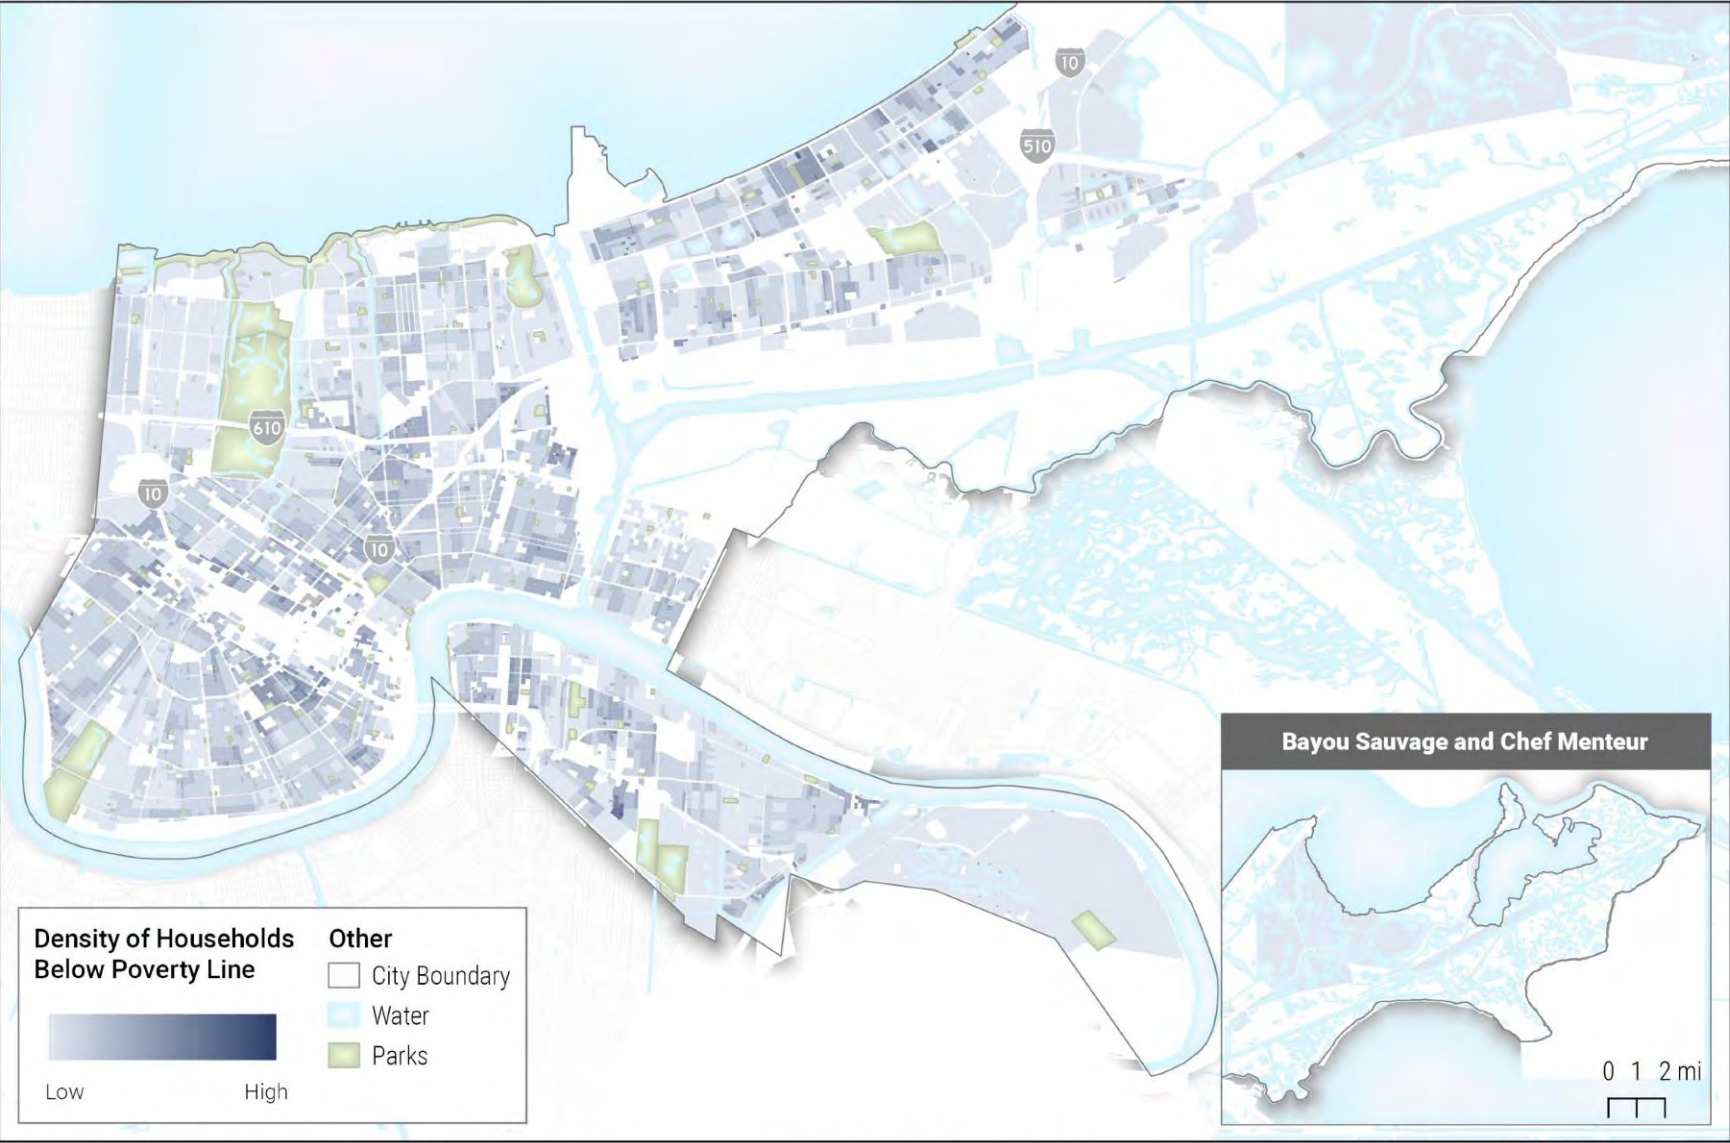 10
510
610
10
10
Bayou Sauvage and Chef Menteur
0 1 2 mi
Density of Households
Below Poverty Line
Low High
Other
City Boundary
Water
Parks